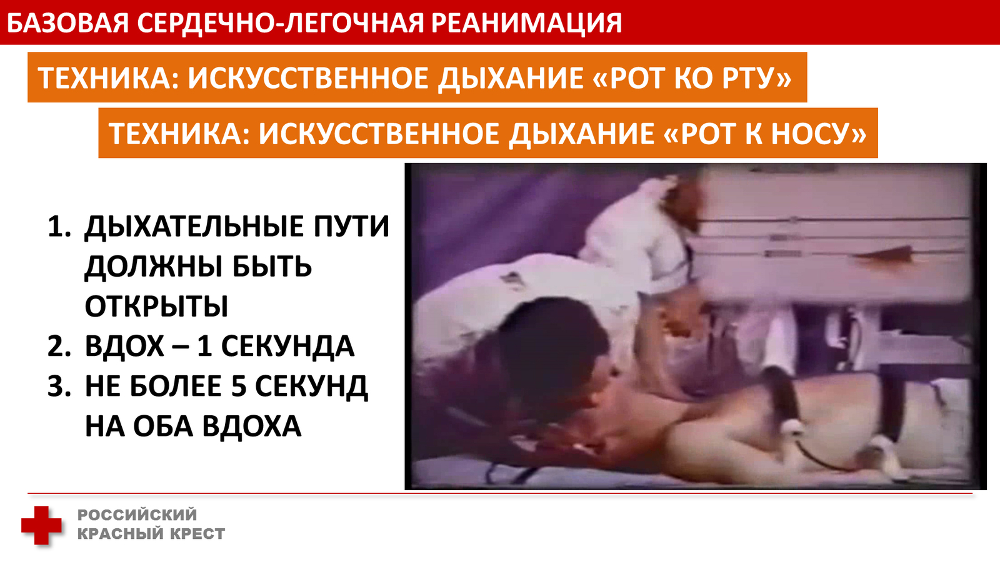 БАЗОВАЯ СЕРДЕЧНО-ЛЕГОЧНАЯ РЕАНИМАЦИЯ
ТЕХНИКА: ИСКУССТВЕННОЕ ДЫХАНИЕ «РОТ КО РТУ»
ТЕХНИКА: ИСКУССТВЕННОЕ ДЫХАНИЕ «РОТ К НОСУ»
1. ДЫХАТЕЛЬНЫЕ ПУТИ
ДОЛЖНЫ БЫТЬ
ОТКРЫТЫ
2. ВДОХ – 1 СЕКУНДА
3. НЕ БОЛЕЕ 5 СЕКУНД
НА ОБА ВДОХА
РОССИЙСКИЙ
КРАСНЫЙ КРЕСТ